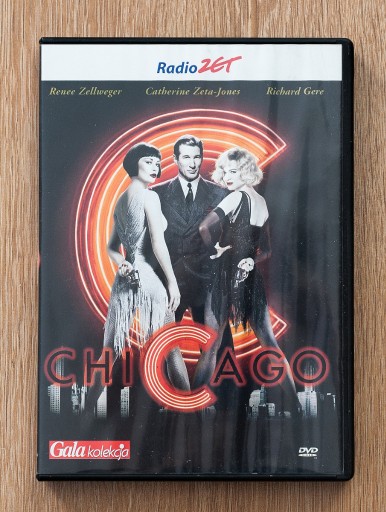 Radio ZET
Renee Zellweger Catherine Zeta-Jones Richard Gere
CHICAGO
Gala kolekcja
DVD